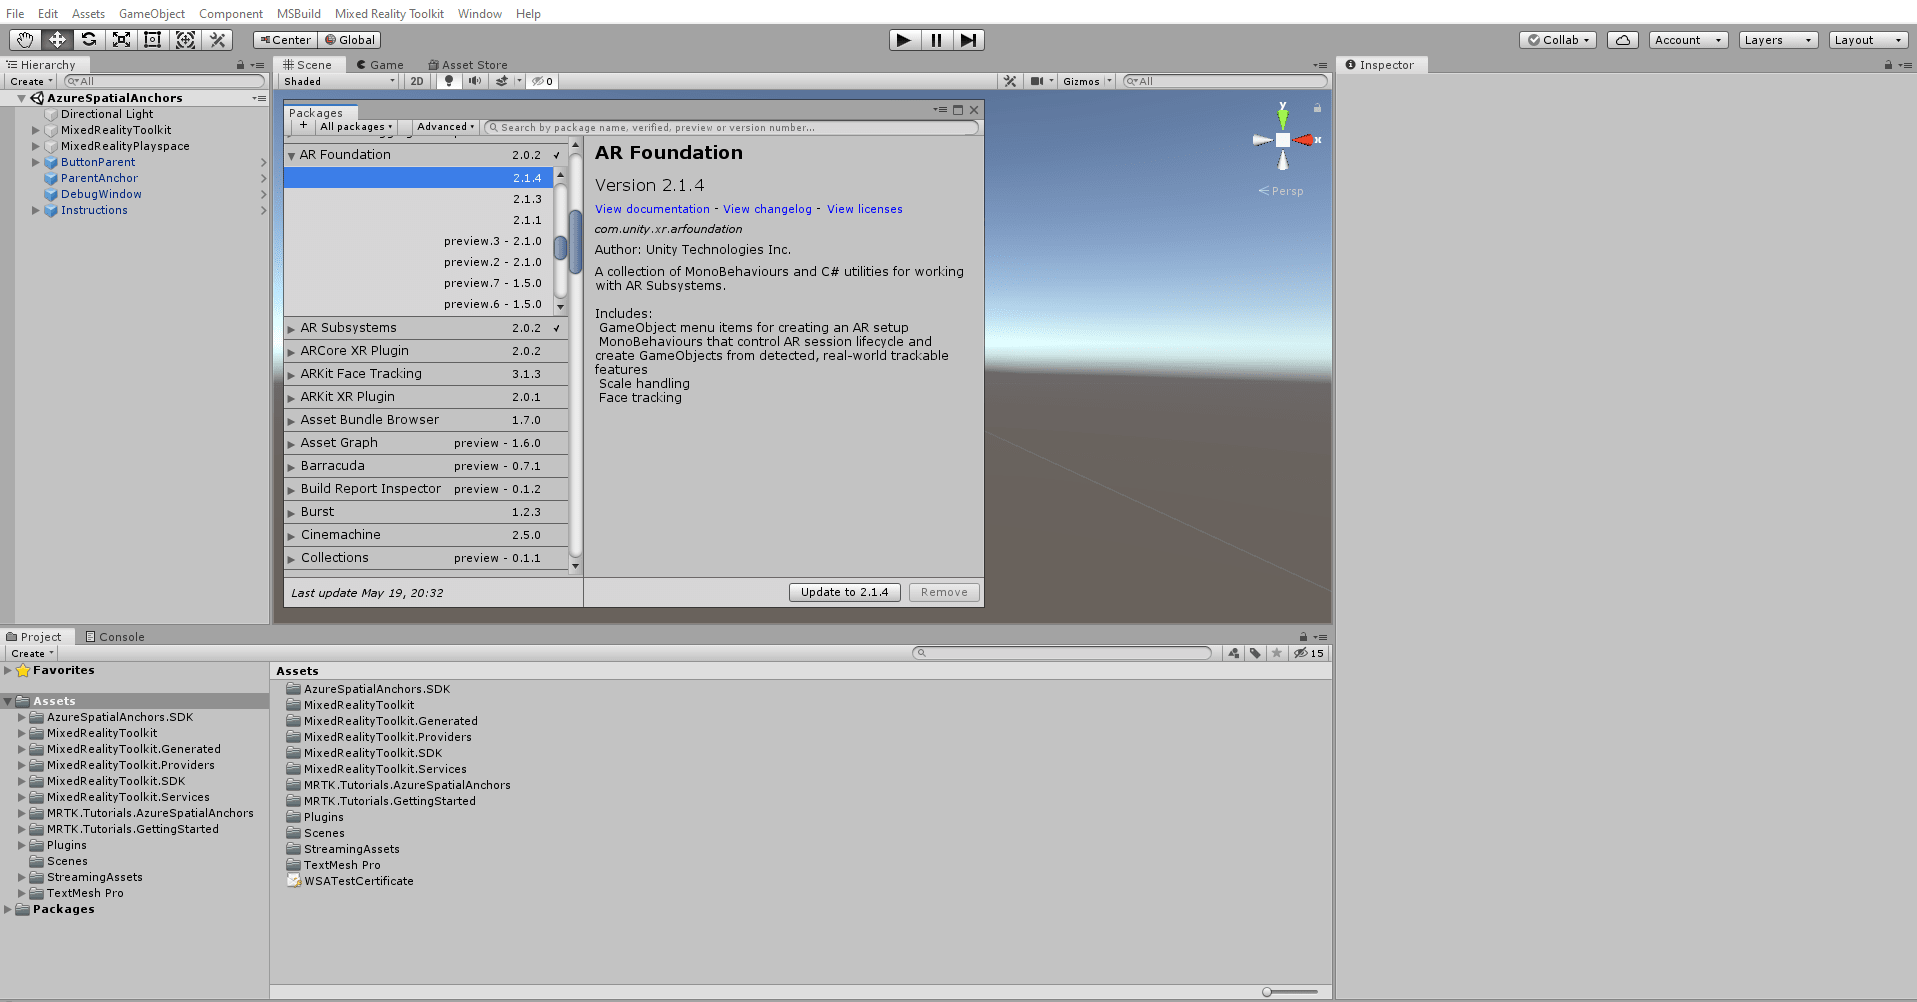 File Edit Assets GameObject Component MSBuild Mixed Reality Toolkit Window Help
Center Global Collab Account Layers Layout
Hierarchy
Create All
AzureSpatialAnchors
Directional Light
MixedRealityToolkit
MixedRealityPlayspace
ButtonParent
ParentAnchor
DebugWindow
Instructions
Scene Game Asset Store
Shaded 2D 0 Gizmos All
Packages
+ All packages Advanced Search by package name, verified, preview or version number...
AR Foundation 2.0.2 ✓
2.1.4
2.1.3
2.1.1
preview.3 - 2.1.0
preview.2 - 2.1.0
preview.7 - 1.5.0
preview.6 - 1.5.0
AR Subsystems 2.0.2 ✓
ARCore XR Plugin 2.0.2
ARKit Face Tracking 3.1.3
ARKit XR Plugin 2.0.1
Asset Bundle Browser 1.7.0
Asset Graph preview - 1.6.0
Barracuda preview - 0.7.1
Build Report Inspector preview - 0.1.2
Burst 1.2.3
Cinemachine 2.5.0
Collections preview - 0.1.1
Last update May 19, 20:32
AR Foundation
Version 2.1.4
View documentation - View changelog - View licenses
com.unity.xr.arfoundation
Author: Unity Technologies Inc.
A collection of MonoBehaviours and C# utilities for working
with AR Subsystems.
Includes:
GameObject menu items for creating an AR setup
MonoBehaviours that control AR session lifecycle and
create GameObjects from detected, real-world trackable
features
Scale handling
Face tracking
Update to 2.1.4 Remove
y
x
Persp
Inspector
Project Console
Create 15
Favorites
Assets
AzureSpatialAnchors.SDK
MixedRealityToolkit
MixedRealityToolkit.Generated
MixedRealityToolkit.Providers
MixedRealityToolkit.SDK
MixedRealityToolkit.Services
MRTK.Tutorials.AzureSpatialAnchors
MRTK.Tutorials.GettingStarted
Plugins
Scenes
StreamingAssets
TextMesh Pro
Packages
Assets
AzureSpatialAnchors.SDK
MixedRealityToolkit
MixedRealityToolkit.Generated
MixedRealityToolkit.Providers
MixedRealityToolkit.SDK
MixedRealityToolkit.Services
MRTK.Tutorials.AzureSpatialAnchors
MRTK.Tutorials.GettingStarted
Plugins
Scenes
StreamingAssets
TextMesh Pro
WSATestCertificate